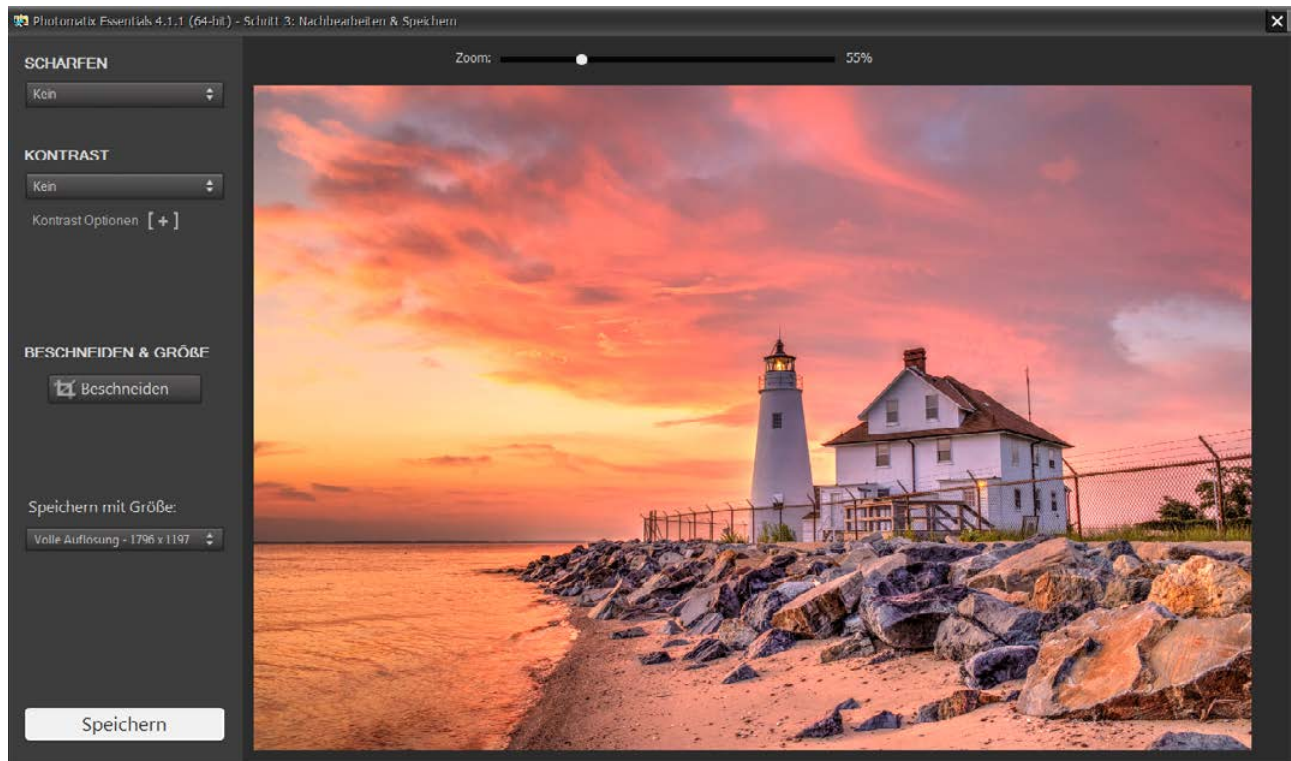 Photomatix Essentials 4.1.1 (64-bit) - Schritt 3: Nachbearbeiten & Speichern
SCHÄRFEN
Kein
KONTRAST
Kein
Kontrast Optionen [ + ]
BESCHNEIDEN & GRÖßE
Beschneiden
Speichern mit Größe:
Volle Auflösung - 1796 x 1197
Speichern
Zoom:
55%